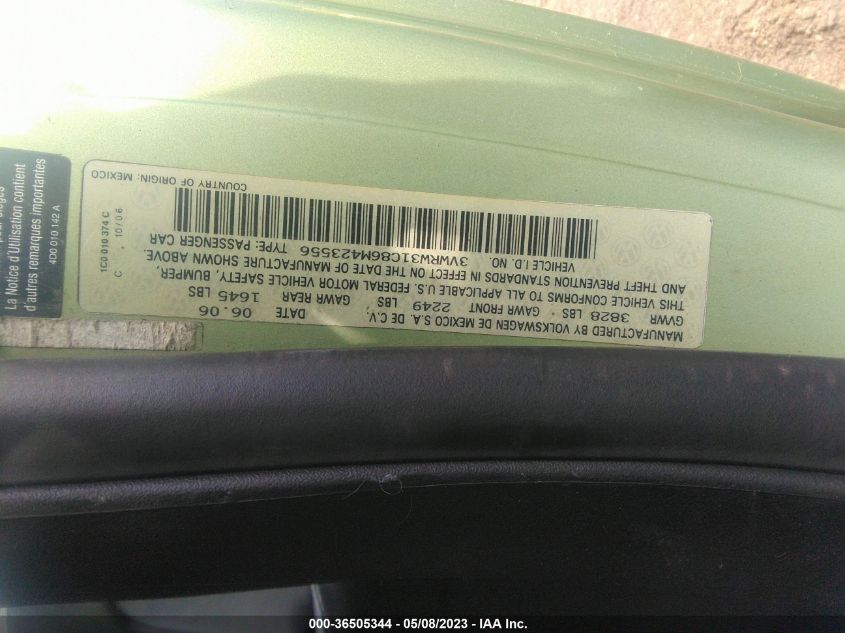 MANUFACTURED BY VOLKSWAGEN DE MEXICO S.A. DE C.V. DATE 06.06
GVWR 3828 LBS GAWR FRONT 2249 LBS GAWR REAR 1645 LBS
THIS VEHICLE CONFORMS TO ALL APPLICABLE U.S. FEDERAL MOTOR VEHICLE SAFETY, BUMPER,
AND THEFT PREVENTION STANDARDS IN EFFECT ON THE DATE OF MANUFACTURE SHOWN ABOVE.
VEHICLE I.D. NO. 3VWRW31C86M423556 TYPE: PASSENGER CAR
COUNTRY OF ORIGIN: MEXICO
1C0 010 374 C
C , 10/06
La Notice d'Utilisation contient
d'autres remarques importantes
4D0 010 142 A
000-36505344 - 05/08/2023 - IAA Inc.